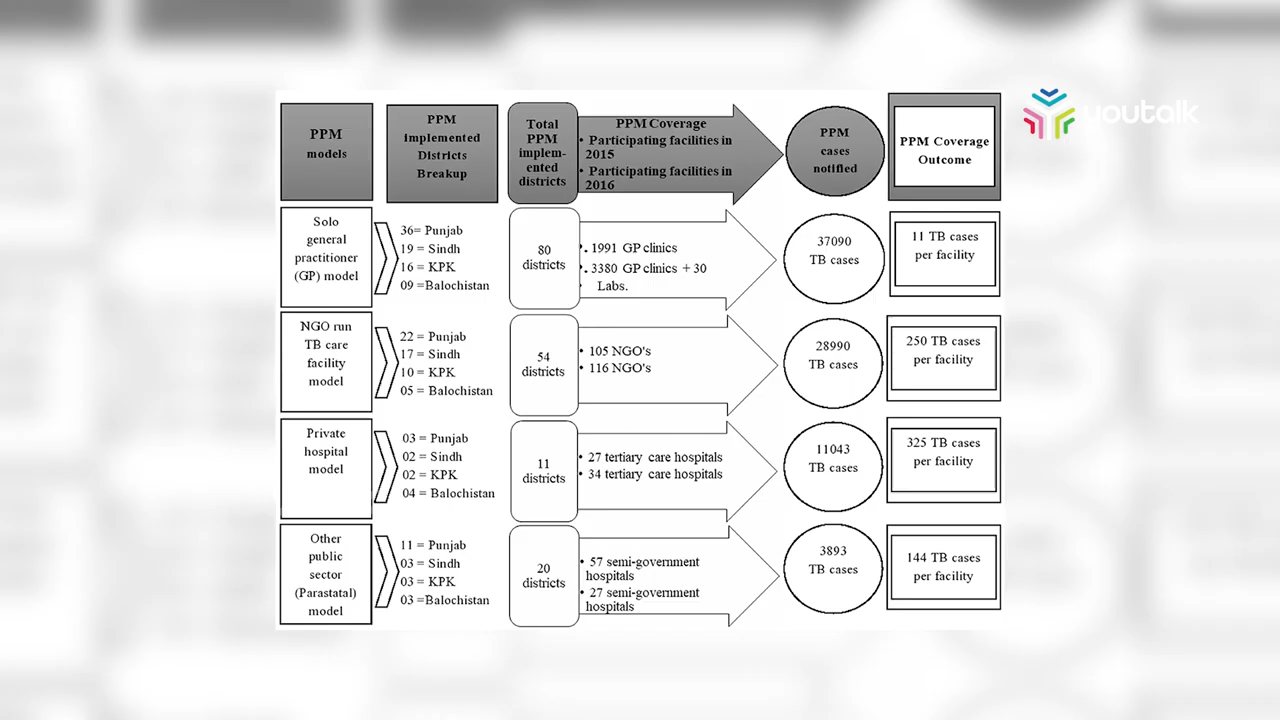 PPM
models
PPM
implemented
Districts
Breakup
Total
PPM
implem-
ented
districts
PPM Coverage
• Participating facilities in
2015
• Participating facilities in
2016
PPM
cases
notified
PPM Coverage
Outcome
youtalk
Solo
general
practitioner
(GP) model
36= Punjab
19 = Sindh
16 = KPK
09 =Balochistan
80
districts
•. 1991 GP clinics
•. 3380 GP clinics + 30
Labs.
37090
TB cases
11 TB cases
per facility
NGO run
TB care
facility
model
22 = Punjab
17 = Sindh
10 = KPK
05 = Balochistan
54
districts
• 105 NGO's
• 116 NGO's
28990
TB cases
250 TB cases
per facility
Private
hospital
model
03 = Punjab
02 = Sindh
02 = KPK
04 = Balochistan
11
districts
• 27 tertiary care hospitals
• 34 tertiary care hospitals
11043
TB cases
325 TB cases
per facility
Other
public
sector
(Parastatal)
model
11 = Punjab
03 = Sindh
03 = KPK
03 =Balochistan
20
districts
• 57 semi-government
hospitals
• 27 semi-government
hospitals
3893
TB cases
144 TB cases
per facility